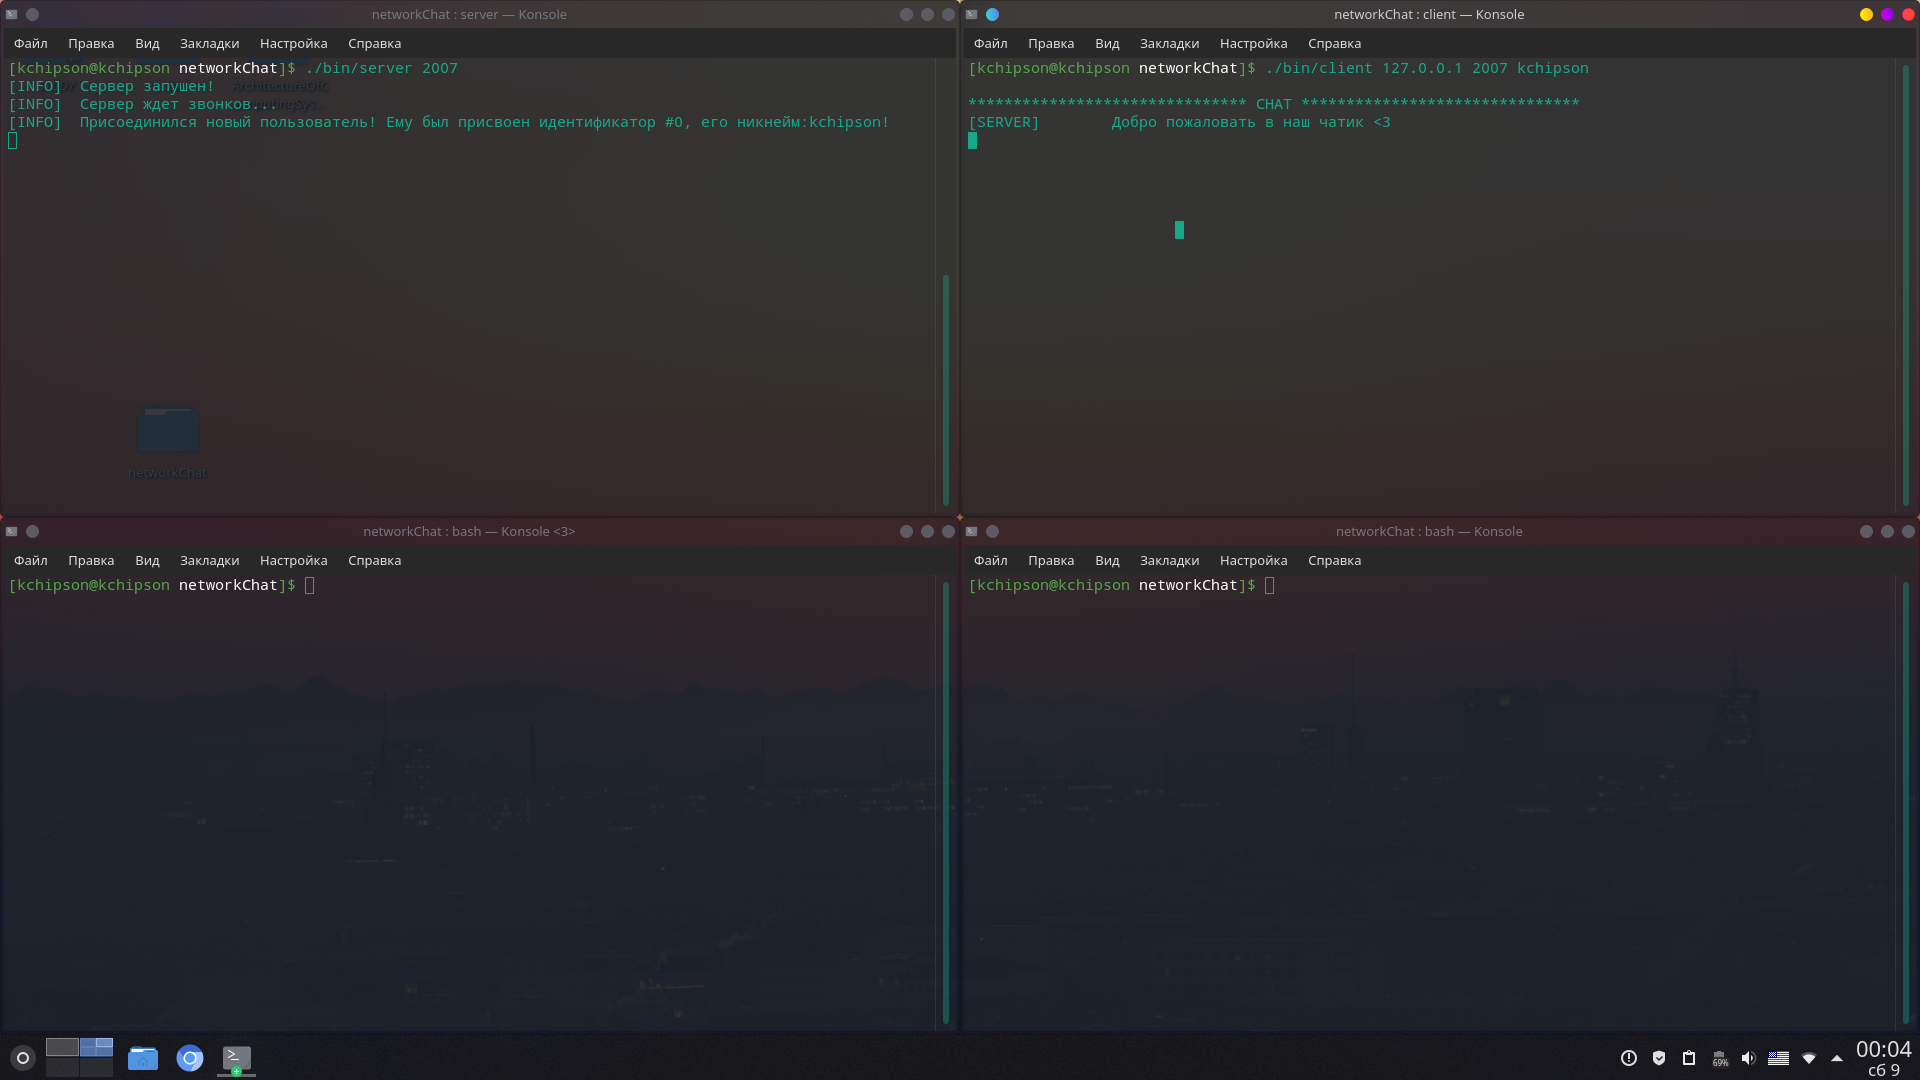 networkChat : server — Konsole
Файл Правка Вид Закладки Настройка Справка
[kchipson@kchipson networkChat]$ ./bin/server 2007
[INFO] Сервер запушен!
[INFO] Сервер ждет звонков...
[INFO] Присоединился новый пользователь! Ему был присвоен идентификатор #0, его никнейм:kchipson!
networkChat
networkChat : client — Konsole
Файл Правка Вид Закладки Настройка Справка
[kchipson@kchipson networkChat]$ ./bin/client 127.0.0.1 2007 kchipson
******************************* CHAT *******************************
[SERVER] Добро пожаловать в наш чатик <3
networkChat : bash — Konsole <3>
Файл Правка Вид Закладки Настройка Справка
[kchipson@kchipson networkChat]$
networkChat : bash — Konsole
Файл Правка Вид Закладки Настройка Справка
[kchipson@kchipson networkChat]$
69%
00:04
сб 9